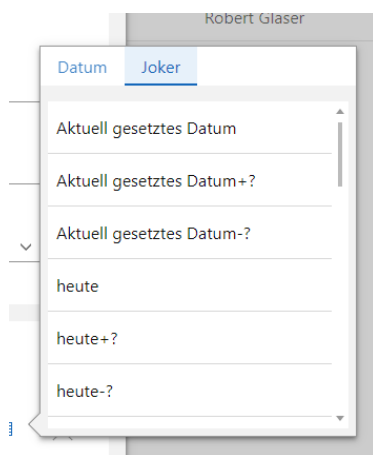 Robert Glaser
Datum Joker
Aktuell gesetztes Datum
Aktuell gesetztes Datum+?
Aktuell gesetztes Datum-?
heute
heute+?
heute-?